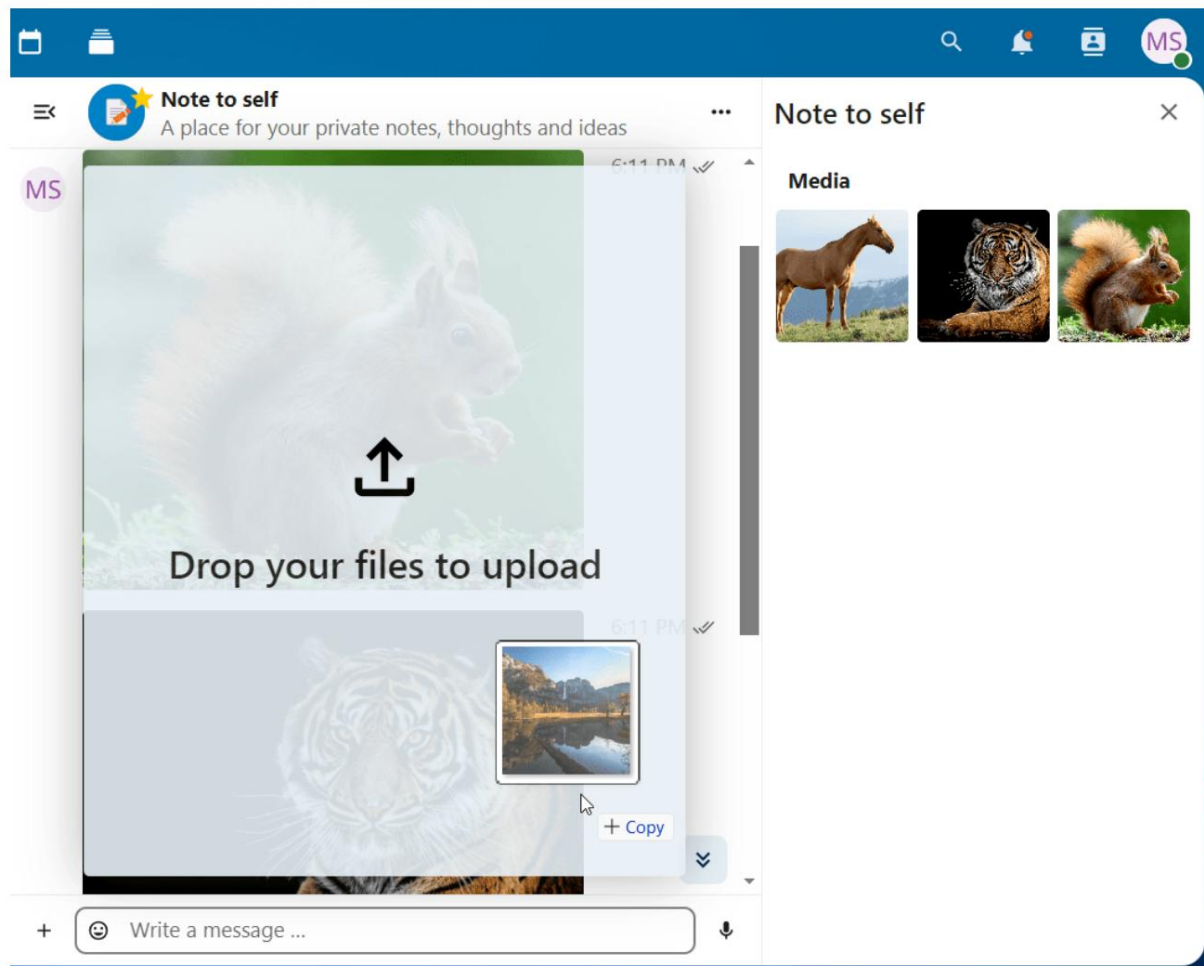 MS
Note to self
A place for your private notes, thoughts and ideas
Note to self
MS
6:11 PM
Media
Drop your files to upload
6:11 PM
+ Copy
Write a message ...